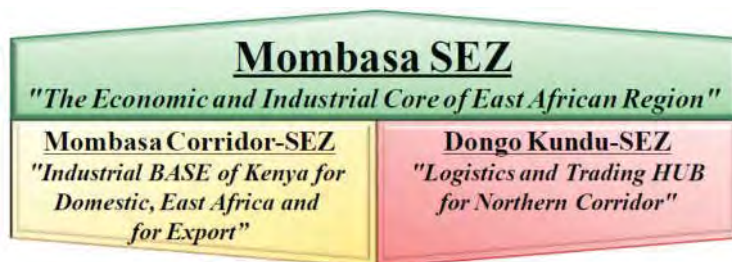 Mombasa SEZ
"The Economic and Industrial Core of East African Region"
Mombasa Corridor-SEZ
"Industrial BASE of Kenya for
Domestic, East Africa and
for Export”
Dongo Kundu-SEZ
"Logistics and Trading HUB
for Northern Corridor"